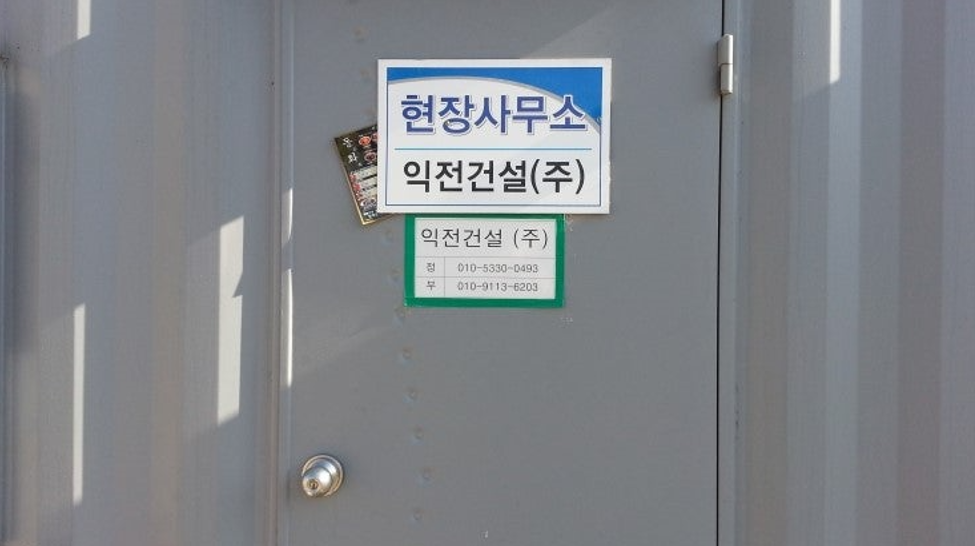 현장사무소
익전건설(주)
익전건설 (주)
정 010-5330-0493
부 010-9113-6203